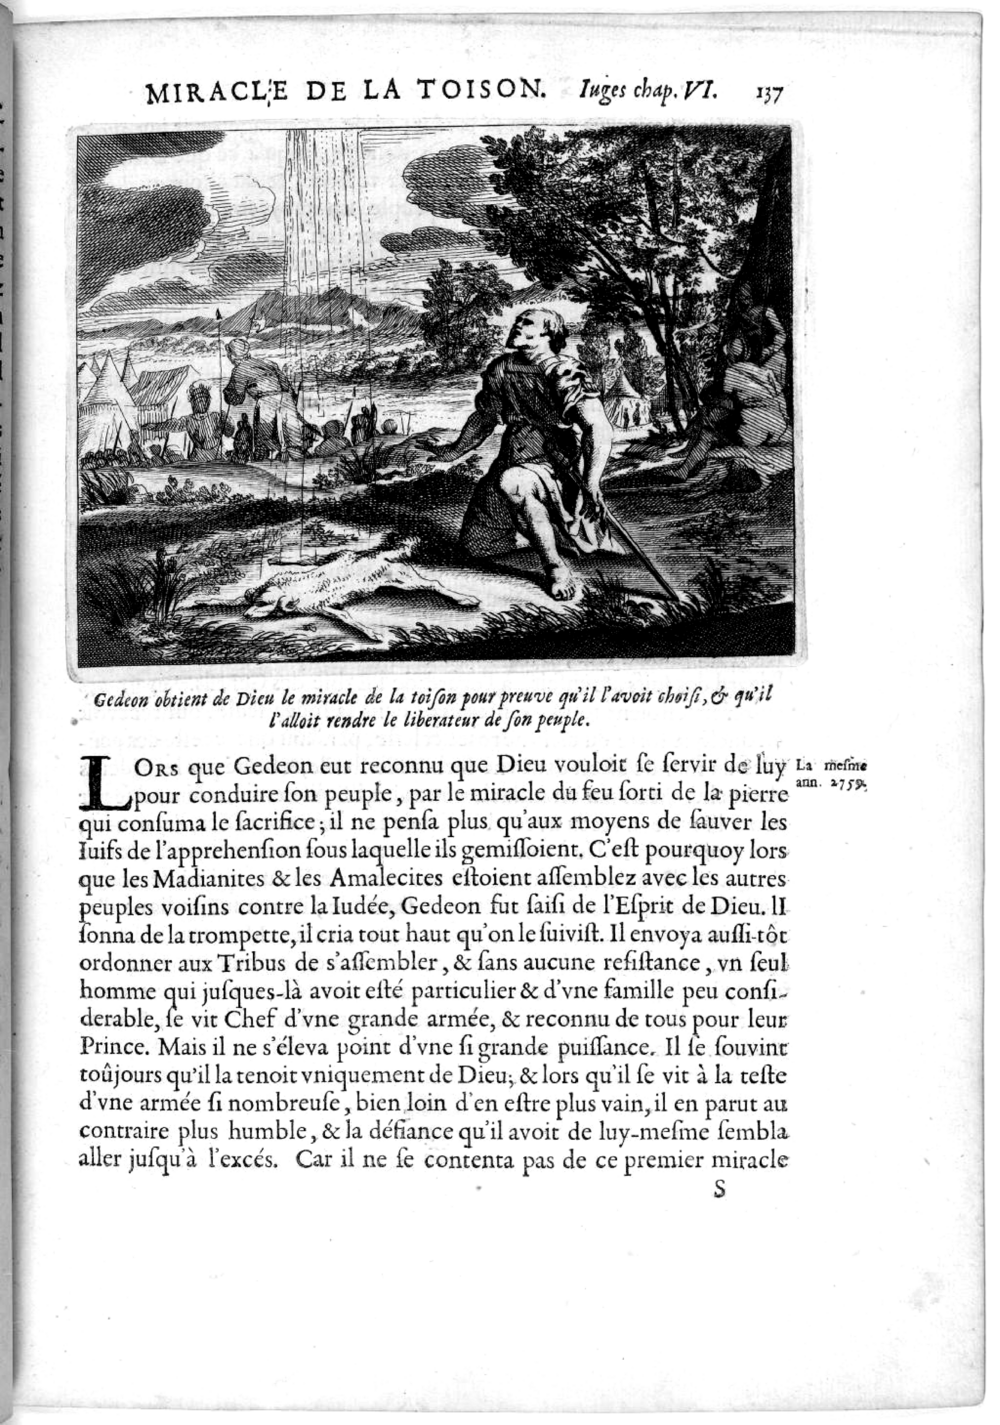 MIRACLE DE LA TOISON. Iuges chap. VI. 137
Gedeon obtient de Dieu le miracle de la toiſon pour preuve qu'il l'avoit choiſi, & qu'il
l'alloit rendre le liberateur de ſon peuple.
LORS que Gedeon eut reconnu que Dieu vouloit ſe ſervir de luy
pour conduire ſon peuple, par le miracle du feu ſorti de la pierre
qui conſuma le ſacrifice; il ne penſa plus qu'aux moyens de ſauver les
Iuifs de l'apprehenſion ſous laquelle ils gemiſſoient. C'eſt pourquoy lors
que les Madianites & les Amalecites eſtoient aſſemblez avec les autres
peuples voiſins contre la Iudée, Gedeon fut ſaiſi de l'Eſprit de Dieu. Il
ſonna de la trompette, il cria tout haut qu'on le ſuiviſt. Il envoya auſſi-tôt
ordonner aux Tribus de s'aſſembler, & ſans aucune reſiſtance, vn ſeul
homme qui juſques-là avoit eſté particulier & d'vne famille peu conſi-
derable, ſe vit Chef d'vne grande armée, & reconnu de tous pour leur
Prince. Mais il ne s'éleva point d'vne ſi grande puiſſance. Il ſe ſouvint
toûjours qu'il la tenoit vniquement de Dieu; & lors qu'il ſe vit à la teſte
d'vne armée ſi nombreuſe, bien loin d'en eſtre plus vain, il en parut au
contraire plus humble, & la défiance qu'il avoit de luy-meſme ſembla
aller juſqu'à l'excés. Car il ne ſe contenta pas de ce premier miracle
La meſme
ann. 2759.
S